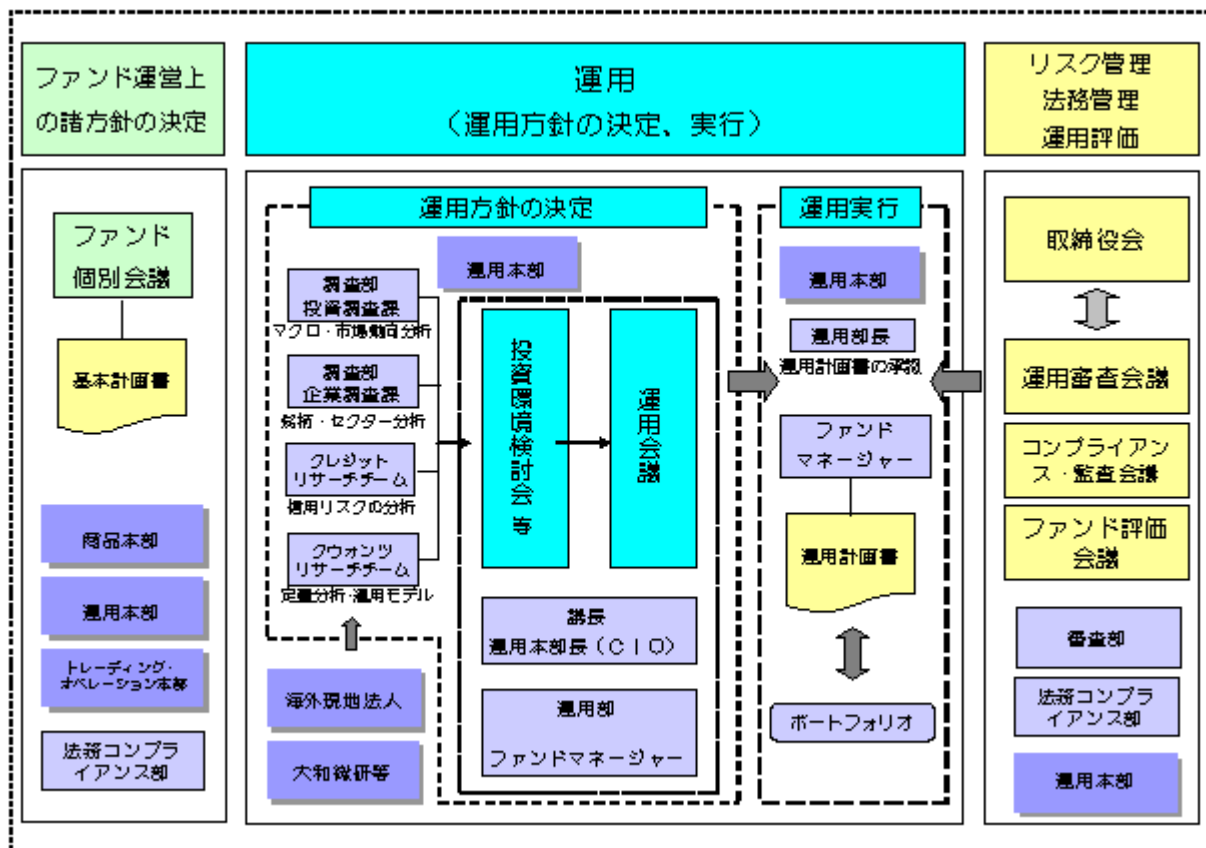 ファンド運営上
の諸方針の決定
運用
（運用方針の決定、実行）
リスク管理
法務管理
運用評価
ファンド
個別会議
基本計画書
商品本部
運用本部
トレーディング・
オペレーション本部
法務コンプラ
イアンス部
運用方針の決定
運用本部
調査部
投資調査課
マクロ・市場動向分析
調査部
企業調査課
銘柄・セクター分析
クレジット
リサーチチーム
信用リスクの分析
クウォンツ
リサーチチーム
定量分析・運用モデル
海外現地法人
大和総研等
投資環境検討会 等
運用会議
議長
運用本部長（ＣＩＯ）
運用部
ファンドマネージャー
運用実行
運用本部
運用部長
運用計画書の承認
ファンド
マネージャー
運用計画書
ポートフォリオ
取締役会
運用審査会議
コンプライアン
ス・監査会議
ファンド評価
会議
審査部
法務コンプラ
イアンス部
運用本部